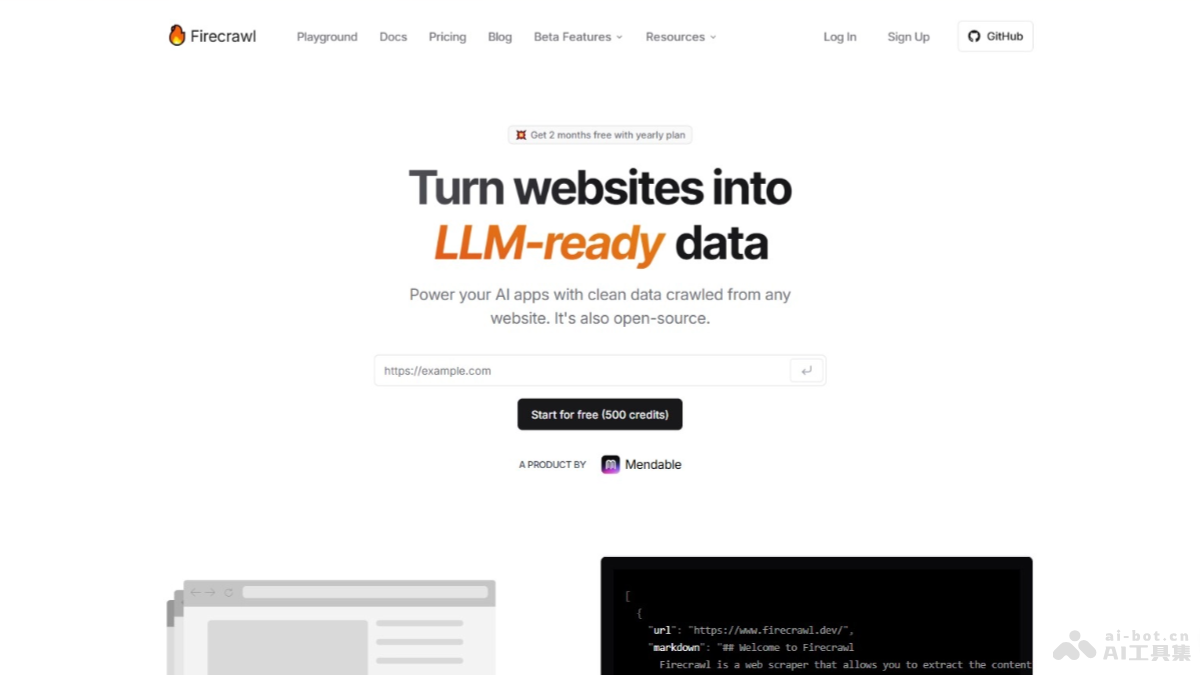 Firecrawl Playground Docs Pricing Blog Beta Features Resources Log In Sign Up GitHub
Get 2 months free with yearly plan
Turn websites into
LLM-ready data
Power your AI apps with clean data crawled from any
website. It's also open-source.
https://example.com
Start for free (500 credits)
A PRODUCT BY Mendable
[
{
"url": "https://www.firecrawl.dev/",
"markdown": "## Welcome to Firecrawl
Firecrawl is a web scraper that allows you to extract the content
ai-bot.cn
AI工具集